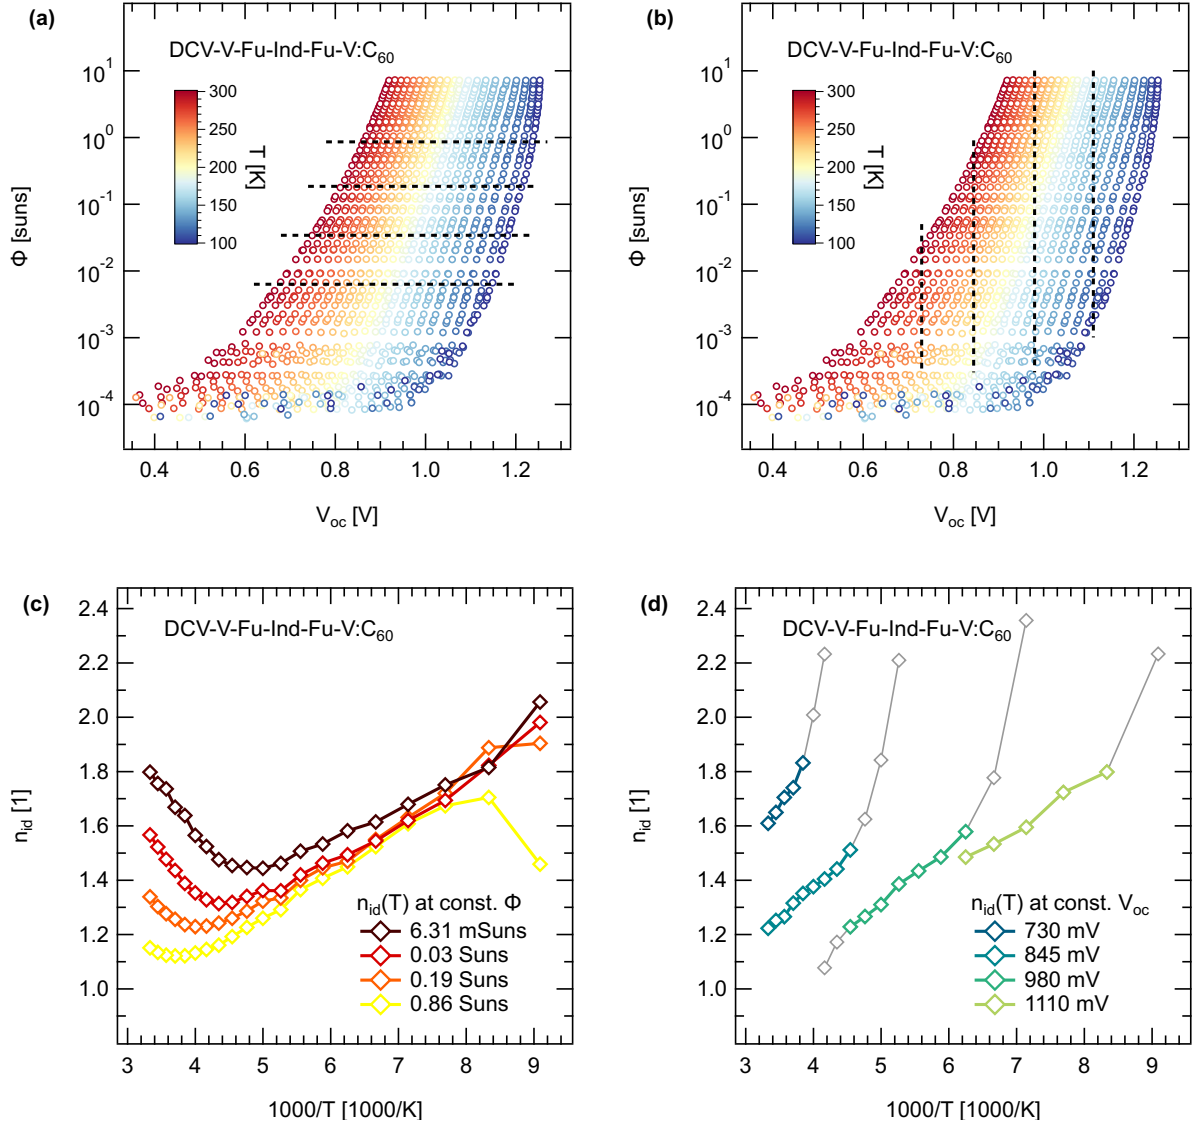 (a)
DCV-V-Fu-Ind-Fu-V:C60
300
250
200
150
100
T [K]
10^1
10^0
10^-1
10^-2
10^-3
10^-4
Φ [suns]
0.4 0.6 0.8 1.0 1.2
Voc [V]
(b)
DCV-V-Fu-Ind-Fu-V:C60
300
250
200
150
100
T [K]
10^1
10^0
10^-1
10^-2
10^-3
10^-4
Φ [suns]
0.4 0.6 0.8 1.0 1.2
Voc [V]
(c)
DCV-V-Fu-Ind-Fu-V:C60
2.4
2.2
2.0
1.8
1.6
1.4
1.2
1.0
nid [1]
nid(T) at const. Φ
6.31 mSuns
0.03 Suns
0.19 Suns
0.86 Suns
3 4 5 6 7 8 9
1000/T [1000/K]
(d)
DCV-V-Fu-Ind-Fu-V:C60
2.4
2.2
2.0
1.8
1.6
1.4
1.2
1.0
nid [1]
nid(T) at const. Voc
730 mV
845 mV
980 mV
1110 mV
3 4 5 6 7 8 9
1000/T [1000/K]